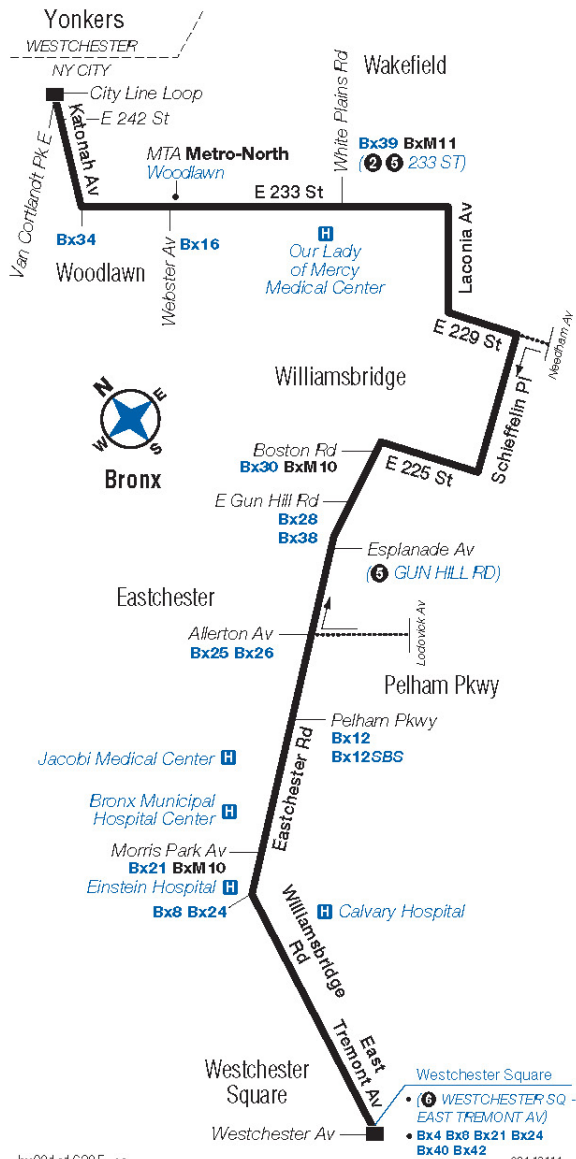 Yonkers
WESTCHESTER
NY CITY
City Line Loop
E 242 St
Katonah Av
Van Cortlandt Pk E
MTA Metro-North
Woodlawn
White Plains Rd
Wakefield
Bx39 BxM11
(2 5 233 ST)
E 233 St
Bx34
Woodlawn
Webster Av
Bx16
H
Our Lady
of Mercy
Medical Center
Laconia Av
E 229 St
Needham Av
Schieffelin Pl
Williamsbridge
N
E
W
S
Bronx
Boston Rd
Bx30 BxM10
E 225 St
E Gun Hill Rd
Bx28
Bx38
Esplanade Av
(5 GUN HILL RD)
Eastchester
Allerton Av
Bx25 Bx26
Lodovick Av
Pelham Pkwy
Pelham Pkwy
Bx12
Bx12SBS
Eastchester Rd
Jacobi Medical Center H
Bronx Municipal
Hospital Center H
Morris Park Av
Bx21 BxM10
Einstein Hospital H
Bx8 Bx24
Williamsbridge
Rd
H Calvary Hospital
East
Tremont Av
Westchester
Square
Westchester Av
Westchester Square
• (6 WESTCHESTER SQ -
EAST TREMONT AV)
• Bx4 Bx8 Bx21 Bx24
Bx40 Bx42